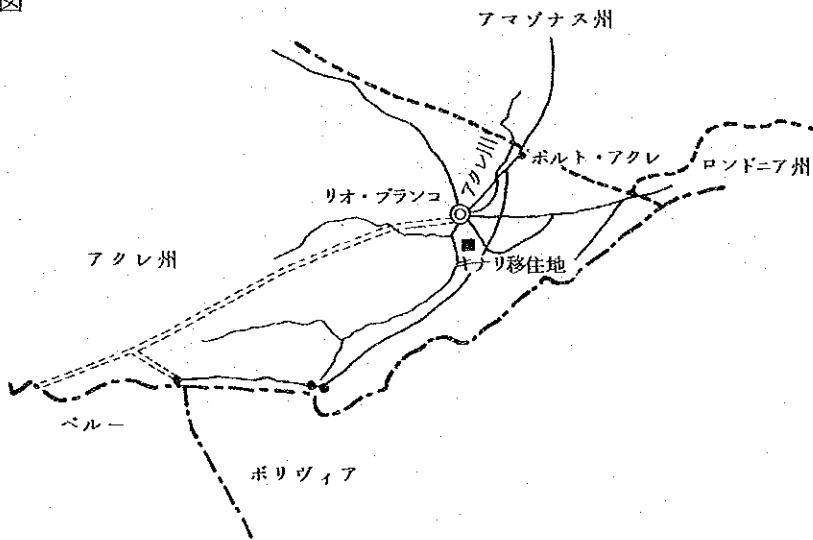 図
アマゾナス州
アクレ川
ポルト・アクレ
ロンドニア州
リオ・ブランコ
アクレ州
キナリ移住地
ペルー
ボリヴィア